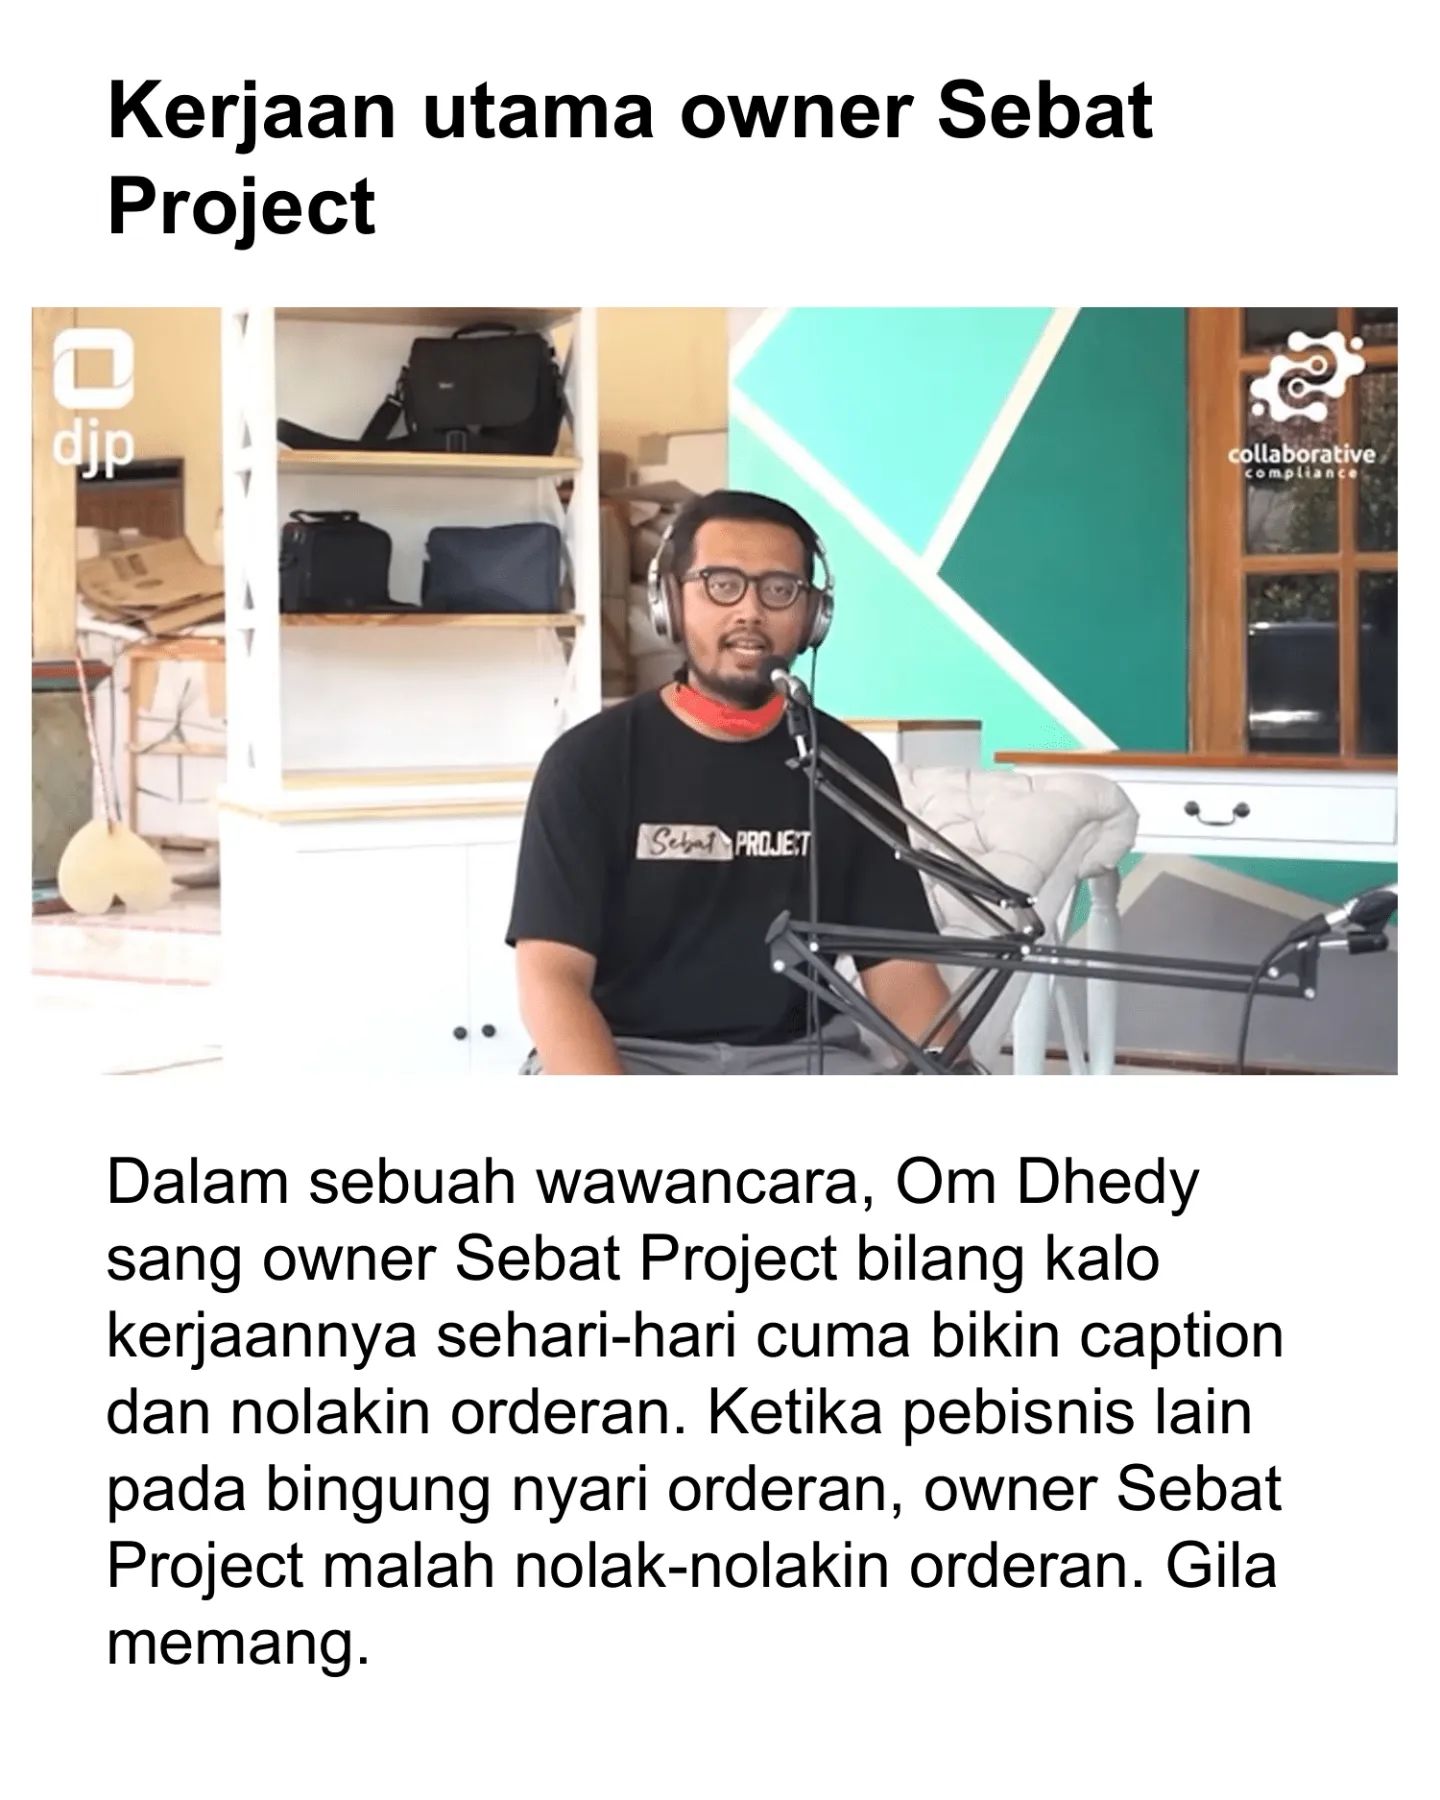 Kerjaan utama owner Sebat
Project
djp
collaborative
compliance
Sebat PROJECT
Dalam sebuah wawancara, Om Dhedy
sang owner Sebat Project bilang kalo
kerjaannya sehari-hari cuma bikin caption
dan nolakin orderan. Ketika pebisnis lain
pada bingung nyari orderan, owner Sebat
Project malah nolak-nolakin orderan. Gila
memang.